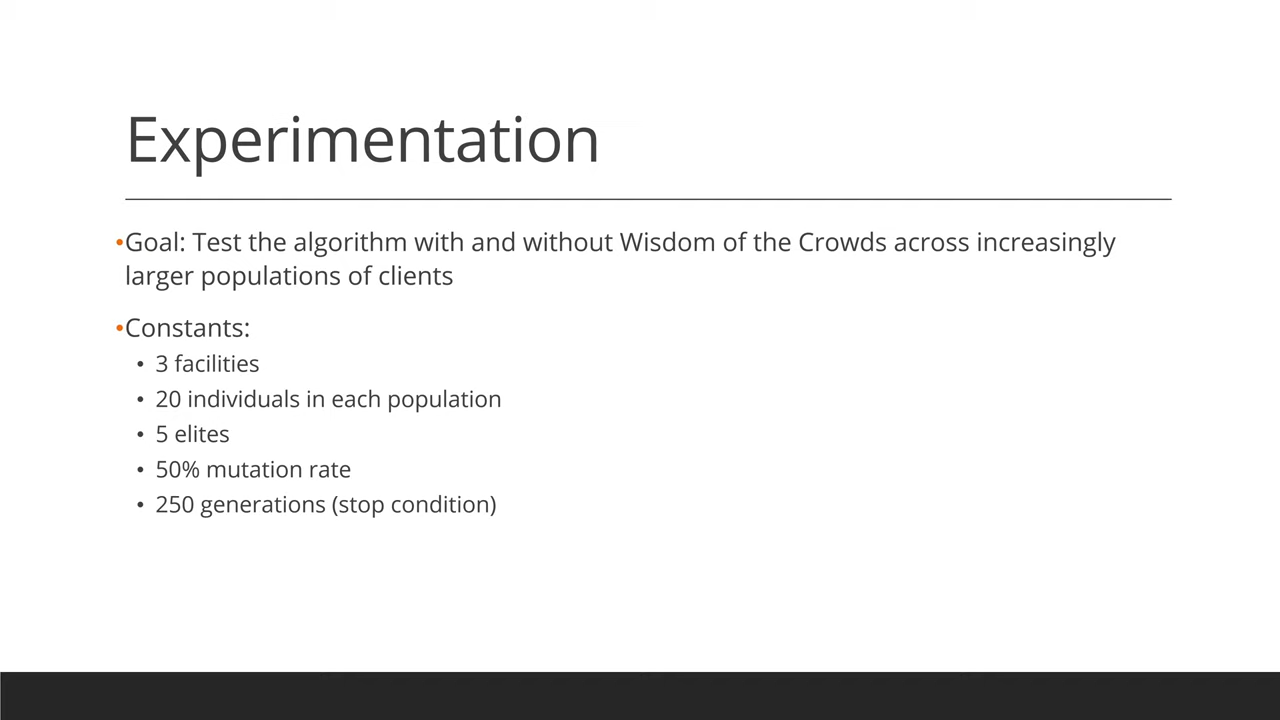 Experimentation
•Goal: Test the algorithm with and without Wisdom of the Crowds across increasingly
larger populations of clients
•Constants:
• 3 facilities
• 20 individuals in each population
• 5 elites
• 50% mutation rate
• 250 generations (stop condition)